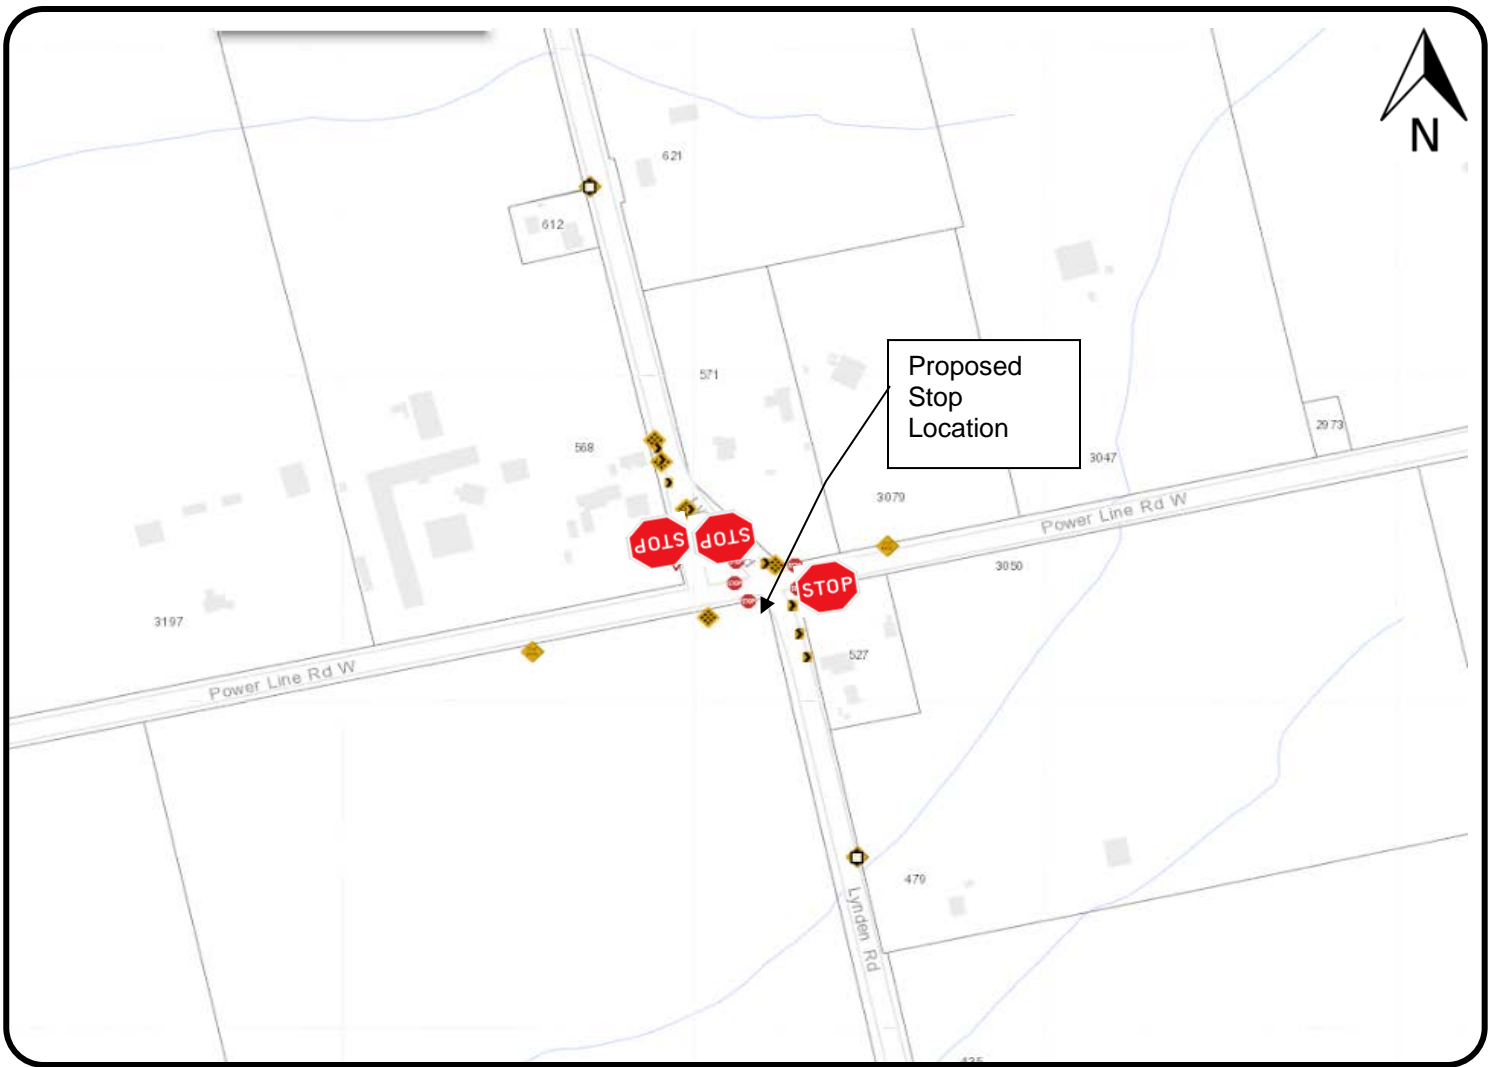 N
621
612
Proposed
Stop
Location
571
568
2973
3047
3079
Power Line Rd W
STOP
STOP
STOP
3050
3197
527
Power Line Rd W
479
Lynden Rd